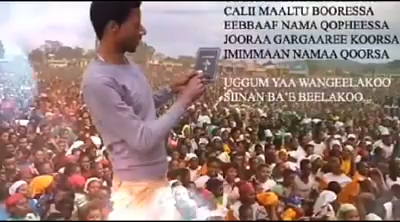 CALII MAALTU BOORESSA
EEBBAAF NAMA QOPHEESSA
JOORAA GARGAAREE KOORSA
IMIMMAAN NAMAA QOORSA
UGGUM YAA WANGEELAKOO
SIINAN BA'E BEELAKOO...